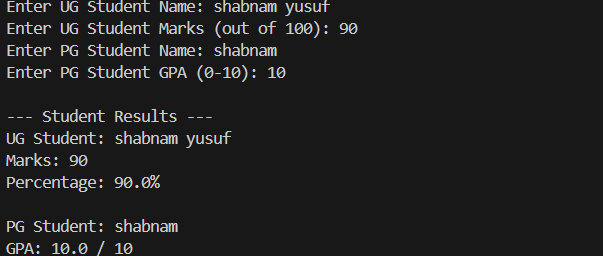 Enter UG Student Name: shabnam yusuf
Enter UG Student Marks (out of 100): 90
Enter PG Student Name: shabnam
Enter PG Student GPA (0-10): 10
--- Student Results ---
UG Student: shabnam yusuf
Marks: 90
Percentage: 90.0%
PG Student: shabnam
GPA: 10.0 / 10